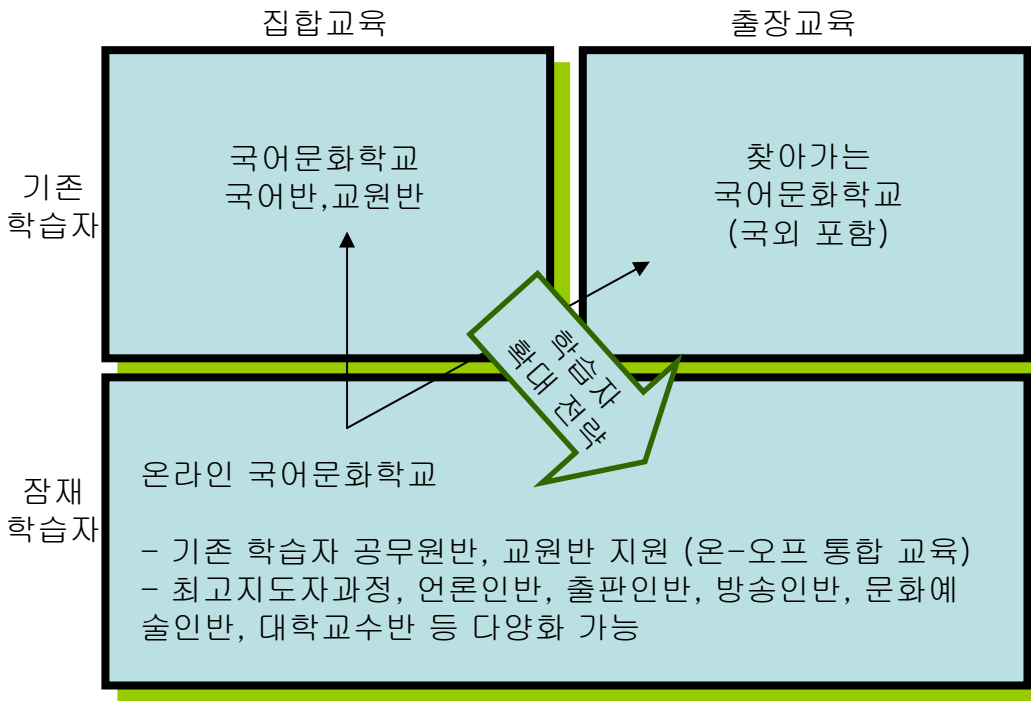 집합교육
출장교육
기존
학습자
국어문화학교
국어반,교원반
찾아가는
국어문화학교
(국외 포함)
학습자
확대 전략
잠재
학습자
온라인 국어문화학교
- 기존 학습자 공무원반, 교원반 지원 (온-오프 통합 교육)
- 최고지도자과정, 언론인반, 출판인반, 방송인반, 문화예
술인반, 대학교수반 등 다양화 가능